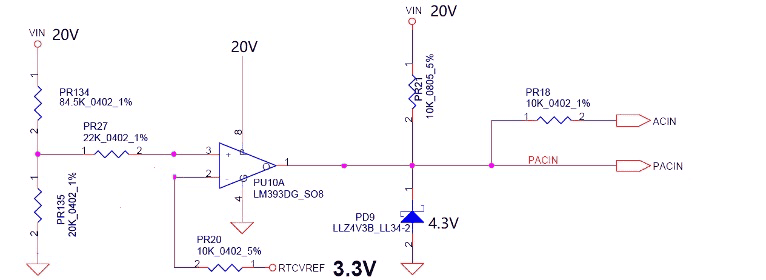 VIN 20V
1
PR134
84.5K_0402_1%
2
PR27
22K_0402_1%
1 2
1
PR135
20K_0402_1%
2
20V
8
3 +
2 -
1
4
PU10A
LM393DG_SO8
PR20
10K_0402_5%
2 1
RTCVREF 3.3V
VIN 20V
1
PR21
10K_0805_5%
2
PR18
10K_0402_1%
1 2
ACIN
PACIN
PACIN
1
PD9
LLZ4V3B_LL34-2
4.3V
2